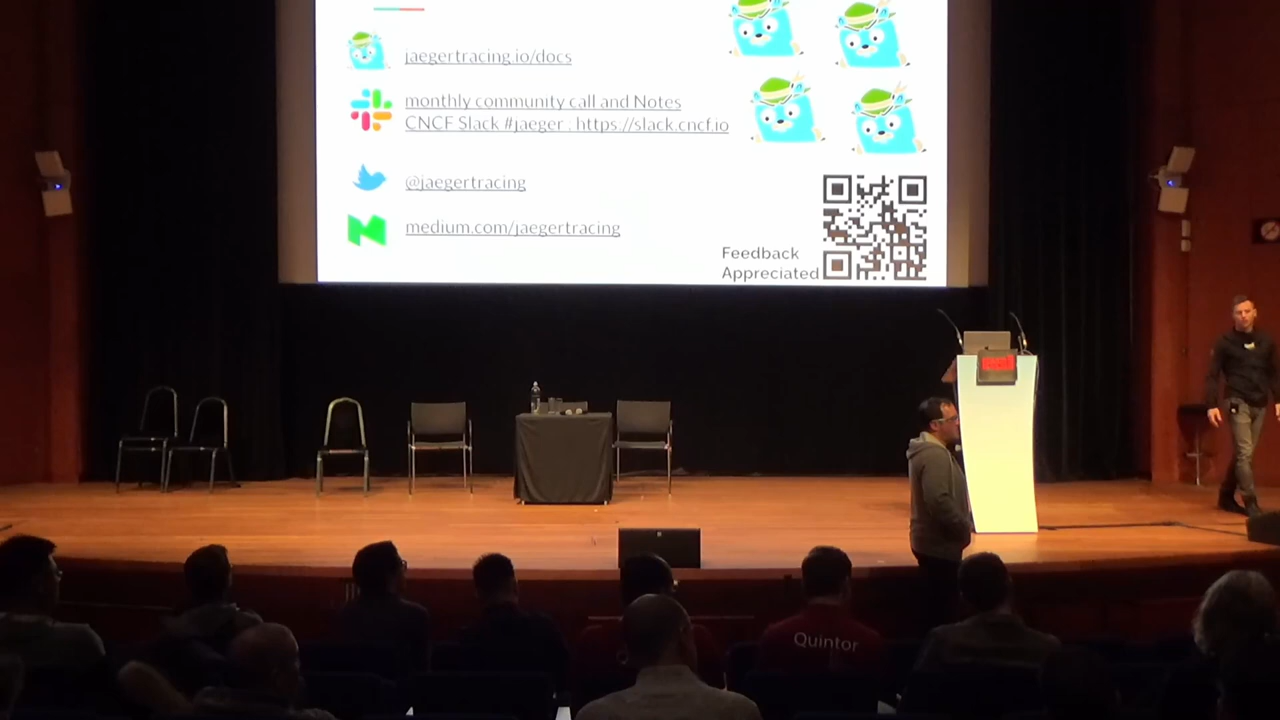 jaegertracing.io/docs
monthly community call and Notes
CNCF Slack #jaeger : https://slack.cncf.io
@jaegertracing
medium.com/jaegertracing
Feedback
Appreciated
Quintor